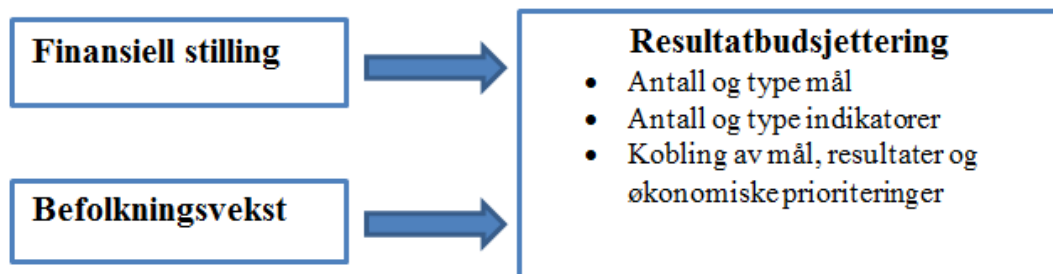 Finansiell stilling
Befolkningsvekst
Resultatbudsjettering
• Antall og type mål
• Antall og type indikatorer
• Kobling av mål, resultater og
økonomiske prioriteringer